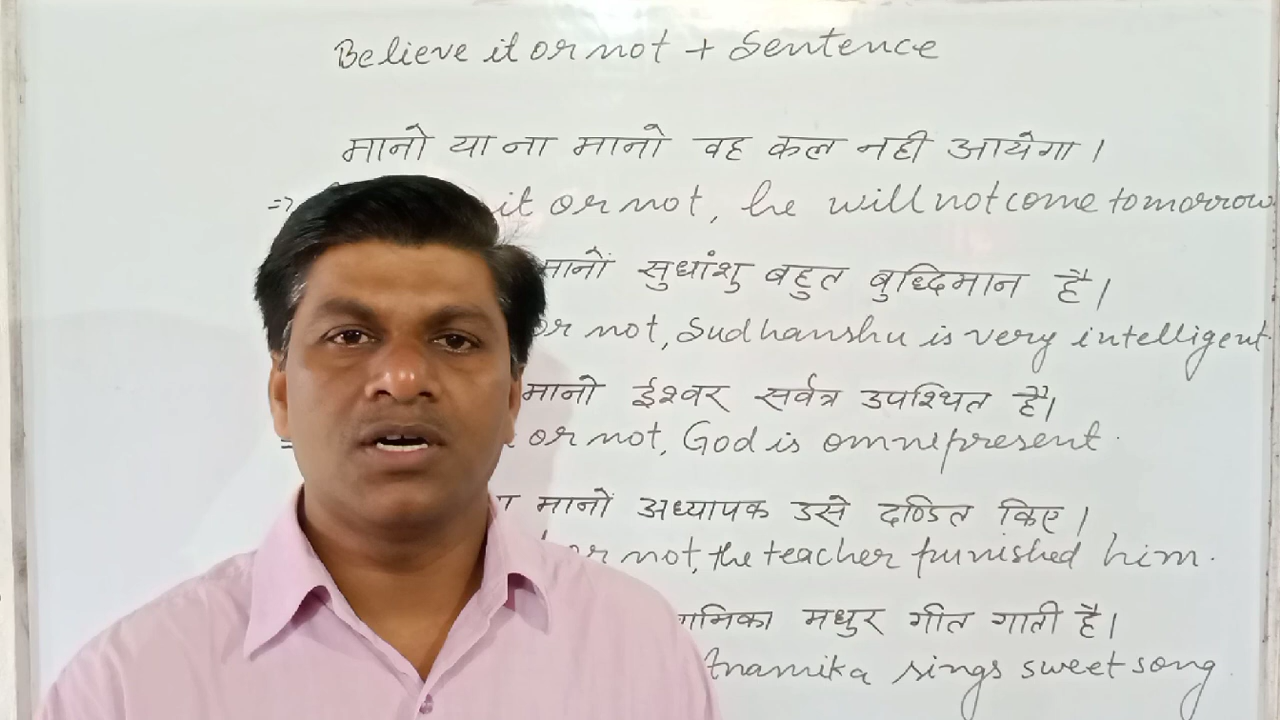 Believe it or not + Sentence
मानो या ना मानो वह कल नही आयेगा।
=> it or not, he will not come tomorrow
मानों सुधांशु बहुत बुध्दिमान है।
or not, Sudhanshu is very intelligent.
मानो ईश्वर सर्वत्र उपश्थित है।
or not, God is omnepresent.
मानों अध्यापक उसे दण्डित किए।
or not, the teacher furnished him.
मधुर गीत गाती है।
Anamika sings sweet song.